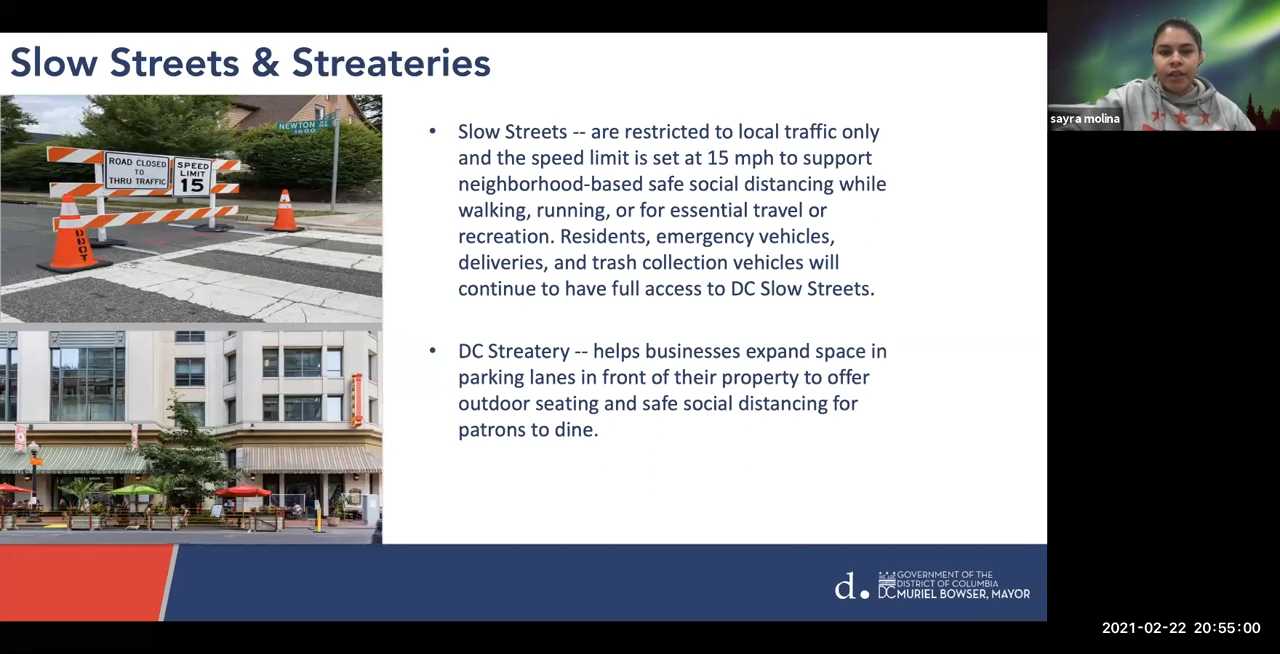 Slow Streets & Streateries
NEWTON ST NE
1600
ROAD CLOSED
TO
THRU TRAFFIC
SPEED
LIMIT
15
DDOT
• Slow Streets -- are restricted to local traffic only
and the speed limit is set at 15 mph to support
neighborhood-based safe social distancing while
walking, running, or for essential travel or
recreation. Residents, emergency vehicles,
deliveries, and trash collection vehicles will
continue to have full access to DC Slow Streets.
• DC Streatery -- helps businesses expand space in
parking lanes in front of their property to offer
outdoor seating and safe social distancing for
patrons to dine.
d.
GOVERNMENT OF THE
DISTRICT OF COLUMBIA
DC MURIEL BOWSER, MAYOR
sayra molina
2021-02-22 20:55:00